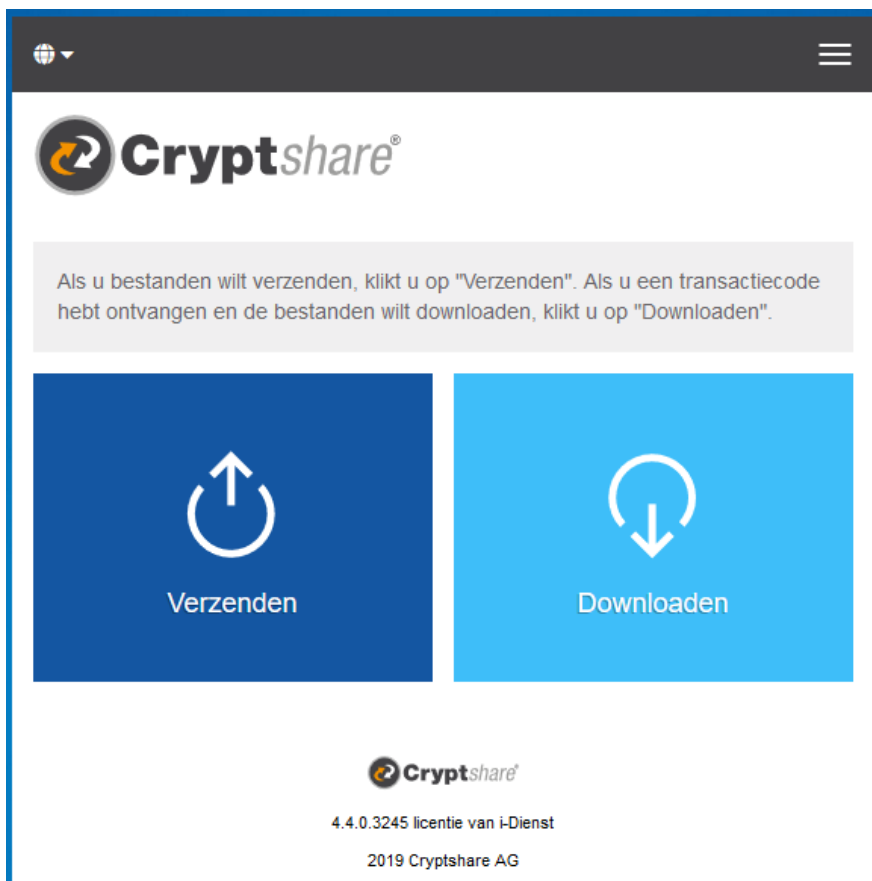 Cryptshare®
Als u bestanden wilt verzenden, klikt u op "Verzenden". Als u een transactiecode
hebt ontvangen en de bestanden wilt downloaden, klikt u op "Downloaden".
Verzenden
Downloaden
Cryptshare®
4.4.0.3245 licentie van i-Dienst
2019 Cryptshare AG